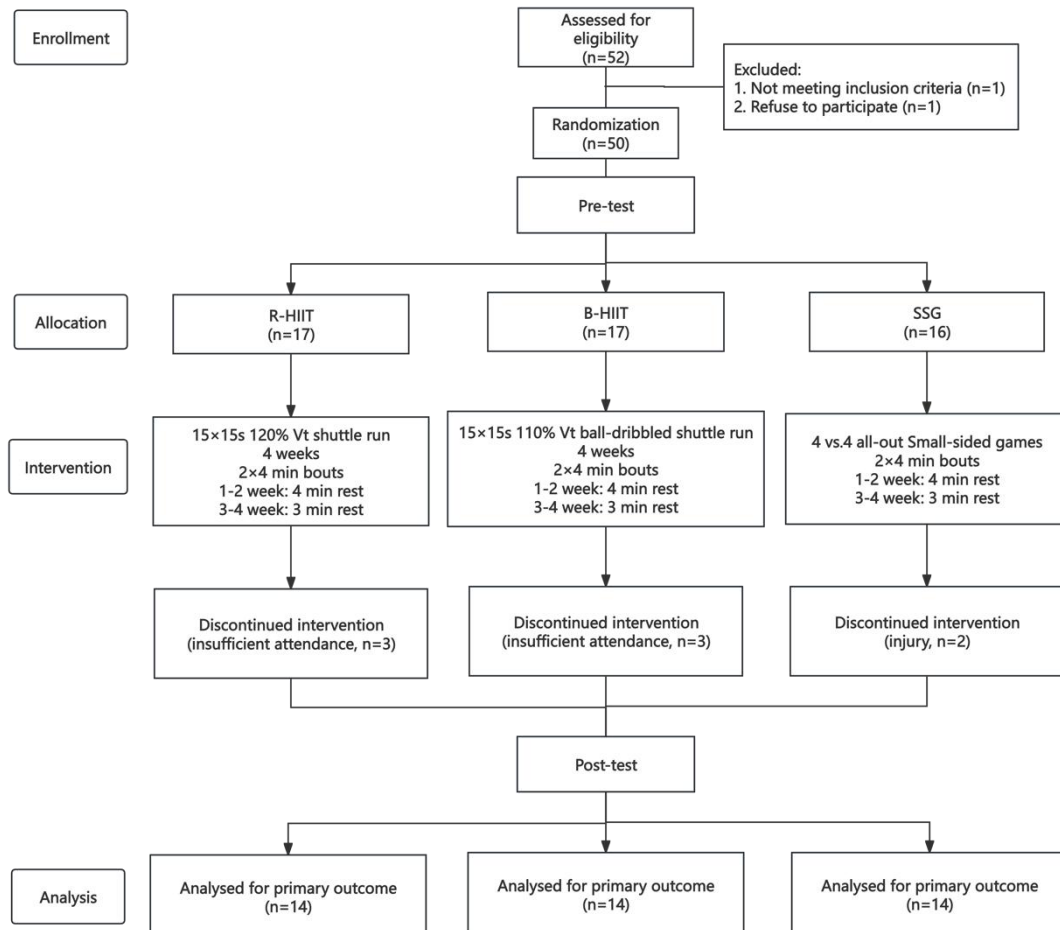 Enrollment
Assessed for
eligibility
(n=52)
Excluded:
1. Not meeting inclusion criteria (n=1)
2. Refuse to participate (n=1)
Randomization
(n=50)
Pre-test
Allocation
R-HIIT
(n=17)
B-HIIT
(n=17)
SSG
(n=16)
Intervention
15×15s 120% Vt shuttle run
4 weeks
2×4 min bouts
1-2 week: 4 min rest
3-4 week: 3 min rest
15×15s 110% Vt ball-dribbled shuttle run
4 weeks
2×4 min bouts
1-2 week: 4 min rest
3-4 week: 3 min rest
4 vs.4 all-out Small-sided games
2×4 min bouts
1-2 week: 4 min rest
3-4 week: 3 min rest
Discontinued intervention
(insufficient attendance, n=3)
Discontinued intervention
(insufficient attendance, n=3)
Discontinued intervention
(injury, n=2)
Post-test
Analysis
Analysed for primary outcome
(n=14)
Analysed for primary outcome
(n=14)
Analysed for primary outcome
(n=14)